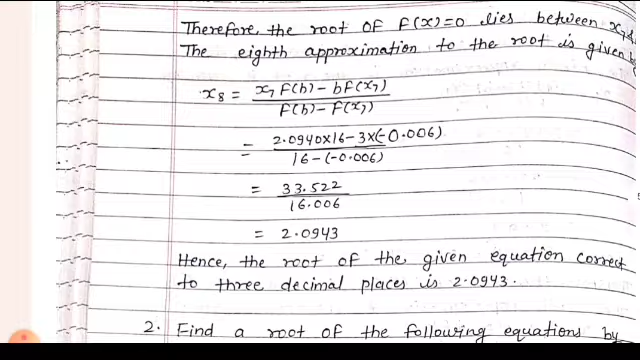 Therefore, the root of f(x)=0 lies between x₇ &
The eighth approximation to the root is given by
x₈ = x₇ f(b) - b f(x₇) / f(b) - f(x₇)
= 2.0940×16 - 3×(-0.006) / 16 - (-0.006)
= 33.522 / 16.006
= 2.0943
Hence, the root of the given equation correct
to three decimal places is 2.0943.
2. Find a root of the following equations by